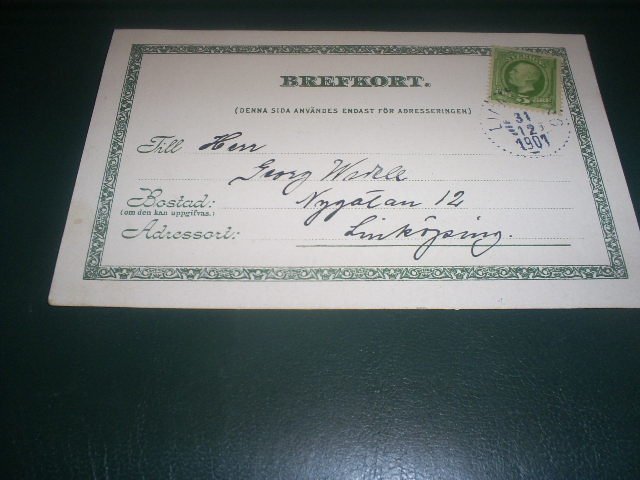 BREFKORT.
(DENNA SIDA ANVÄNDES ENDAST FÖR ADRESSERINGEN)
31
12
1901
Till Herr
Georg
Bostad: Nygatan 12
(om den kan uppgifvas.)
Adressort: Linköping.